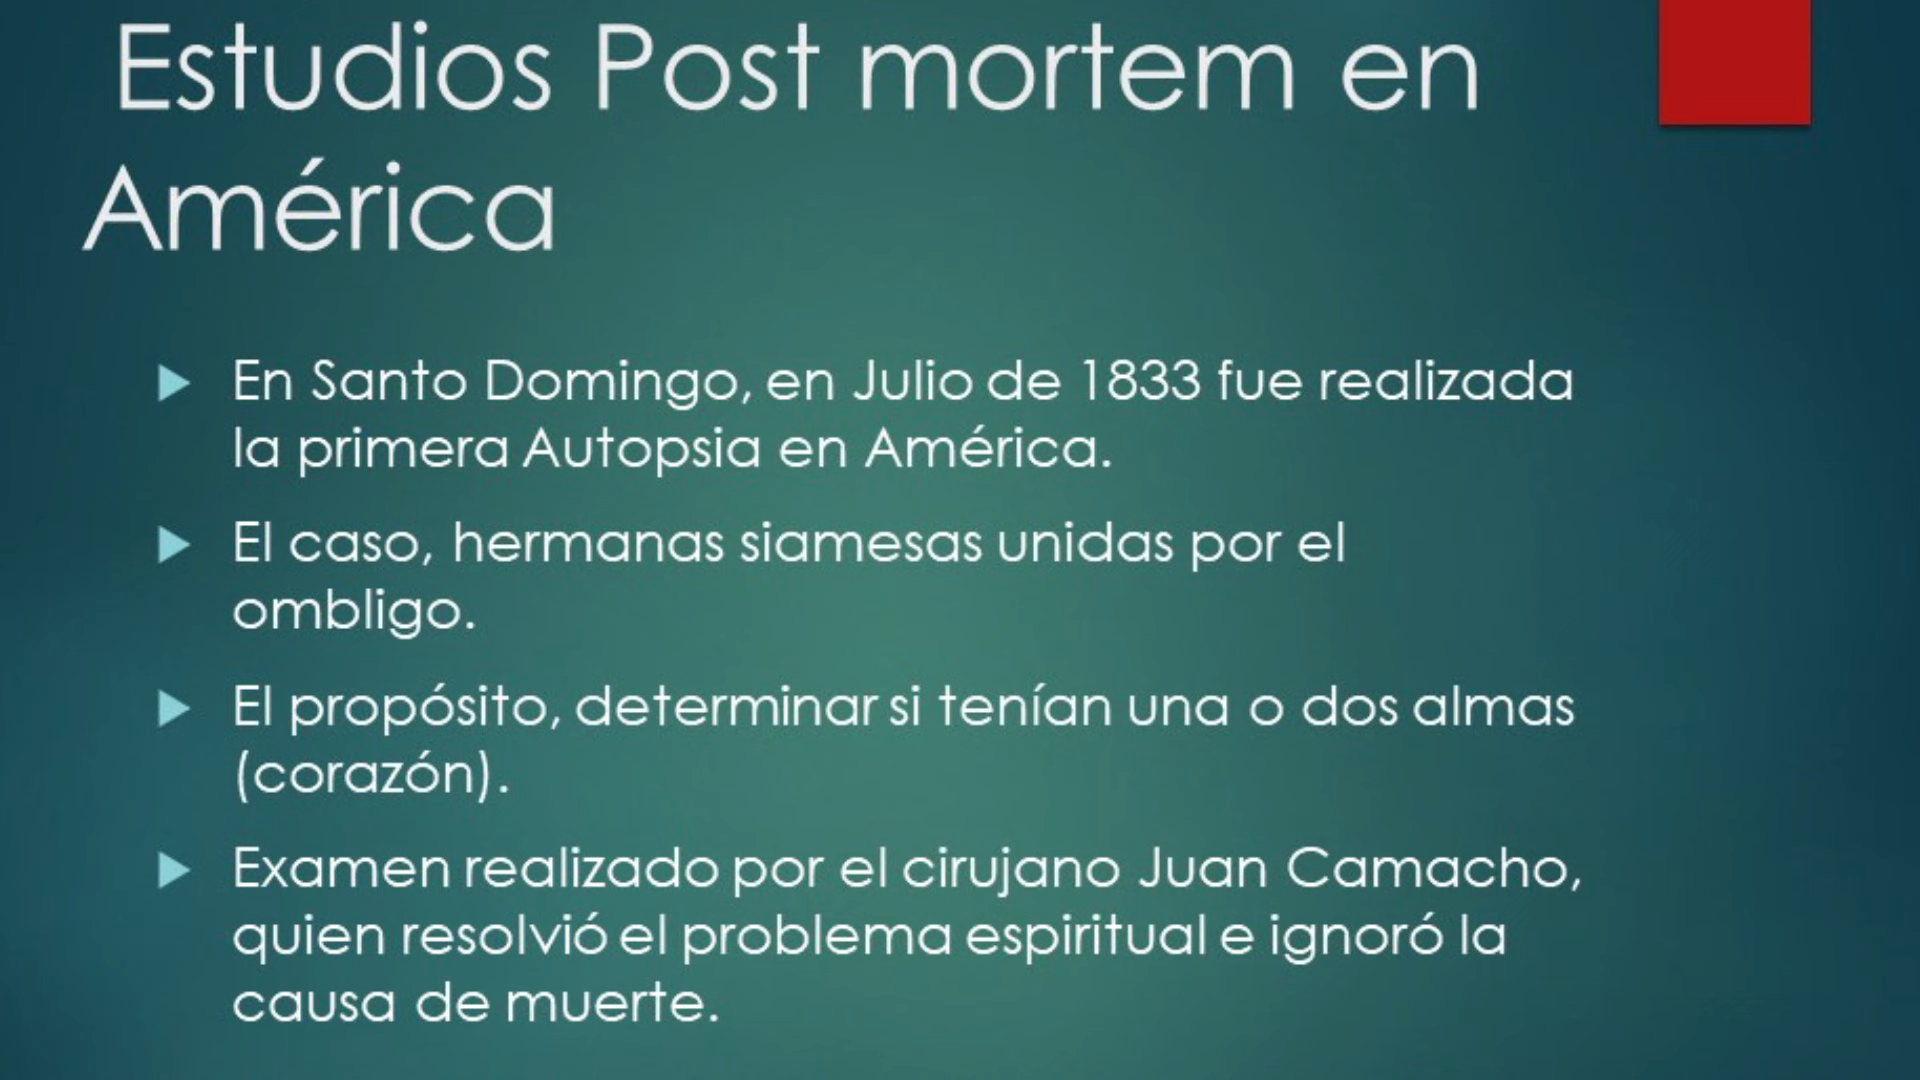 Estudios Post mortem en
América
En Santo Domingo, en Julio de 1833 fue realizada
la primera Autopsia en América.
El caso, hermanas siamesas unidas por el
ombligo.
El propósito, determinar si tenían una o dos almas
(corazón).
Examen realizado por el cirujano Juan Camacho,
quien resolvió el problema espiritual e ignoró la
causa de muerte.